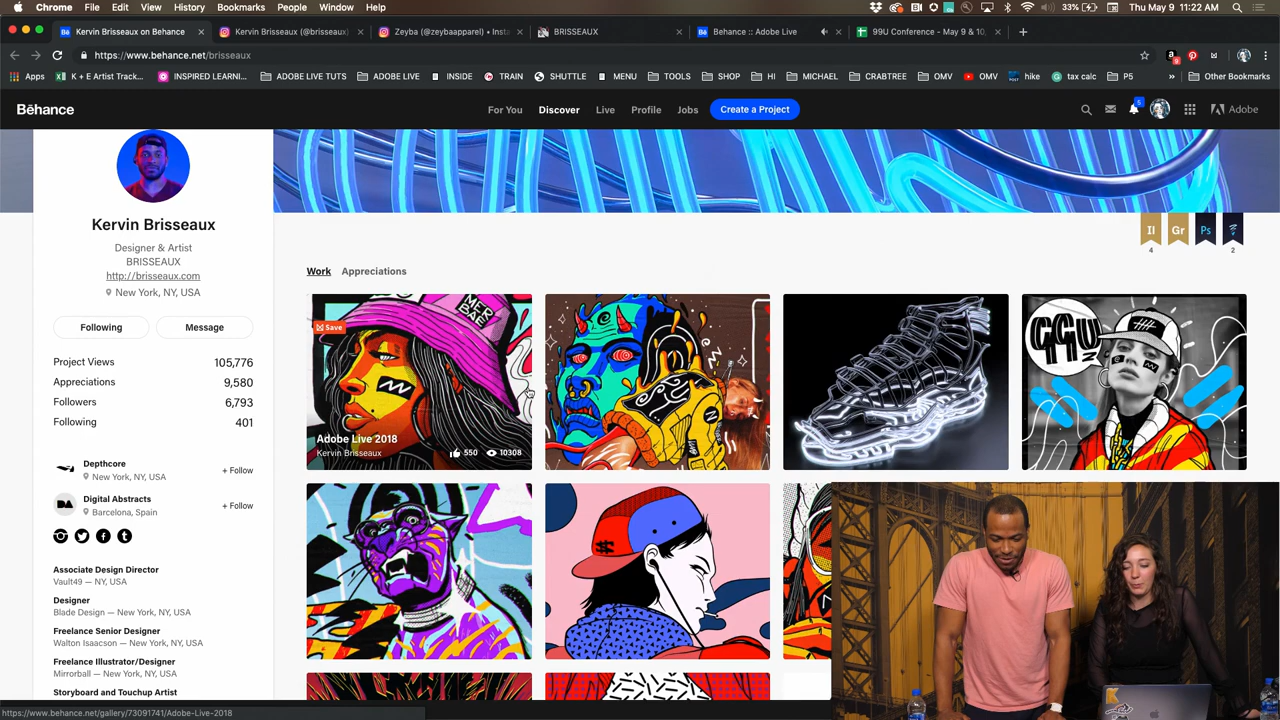 Chrome File Edit View History Bookmarks People Window Help 33% Thu May 9 11:22 AM
Kervin Brisseaux on Behance Kervin Brisseaux (@brisseaux) Zeyba (@zeybaapparel) • Insta BRISSEAUX Behance :: Adobe Live 99U Conference - May 9 & 10,
https://www.behance.net/brisseaux
Apps K + E Artist Track... INSPIRED LEARNI... ADOBE LIVE TUTS ADOBE LIVE INSIDE TRAIN SHUTTLE MENU TOOLS SHOP HI MICHAEL CRABTREE OMV OMV hike tax calc P5 » Other Bookmarks
Bēhance For You Discover Live Profile Jobs Create a Project 5 Adobe
Kervin Brisseaux
Designer & Artist
BRISSEAUX
http://brisseaux.com
New York, NY, USA
Following Message
Project Views 105,776
Appreciations 9,580
Followers 6,793
Following 401
Depthcore
New York, NY, USA
+ Follow
DA
Digital Abstracts
Barcelona, Spain
+ Follow
Associate Design Director
Vault49 — NY, USA
Designer
Blade Design — New York, NY, USA
Freelance Senior Designer
Walton Isaacson — New York, NY, USA
Freelance Illustrator/Designer
Mirrorball — New York, NY, USA
Storyboard and Touchup Artist
Il Gr Ps
4 2
Work Appreciations
Save
Adobe Live 2018
Kervin Brisseaux 550 10308
https://www.behance.net/gallery/73091741/Adobe-Live-2018